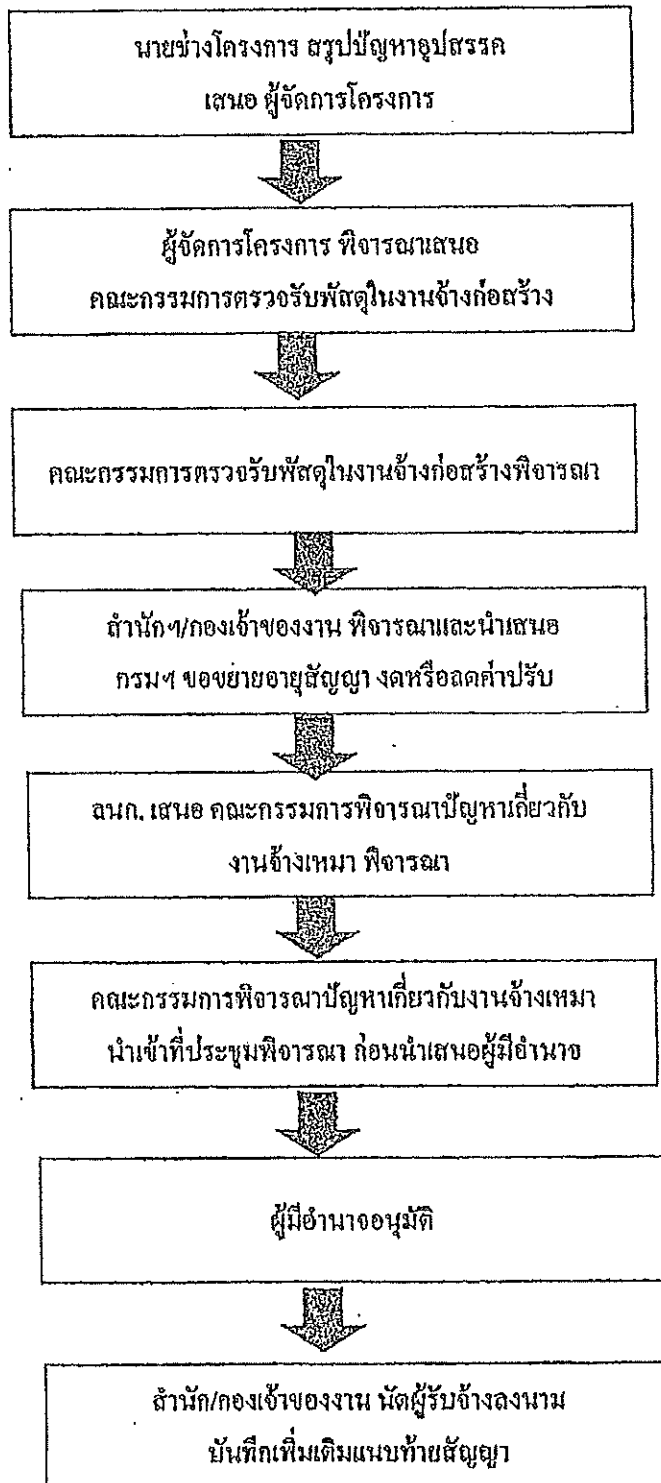 นายช่างโครงการ สรุปปัญหาอุปสรรค
เสนอ ผู้จัดการโครงการ
ผู้จัดการโครงการ พิจารณาเสนอ
คณะกรรมการตรวจรับพัสดุในงานจ้างก่อสร้าง
คณะกรรมการตรวจรับพัสดุในงานจ้างก่อสร้างพิจารณา
สำนักฯ/กองเจ้าของงาน พิจารณาและนำเสนอ
กรมฯ ขอขยายอายุสัญญา งดหรือลดค่าปรับ
ลนก. เสนอ คณะกรรมการพิจารณาปัญหาเกี่ยวกับ
งานจ้างเหมา พิจารณา
คณะกรรมการพิจารณาปัญหาเกี่ยวกับงานจ้างเหมา
นำเข้าที่ประชุมพิจารณา ก่อนนำเสนอผู้มีอำนาจ
ผู้มีอำนาจอนุมัติ
สำนัก/กองเจ้าของงาน นัดผู้รับจ้างลงนาม
บันทึกเพิ่มเติมแนบท้ายสัญญา